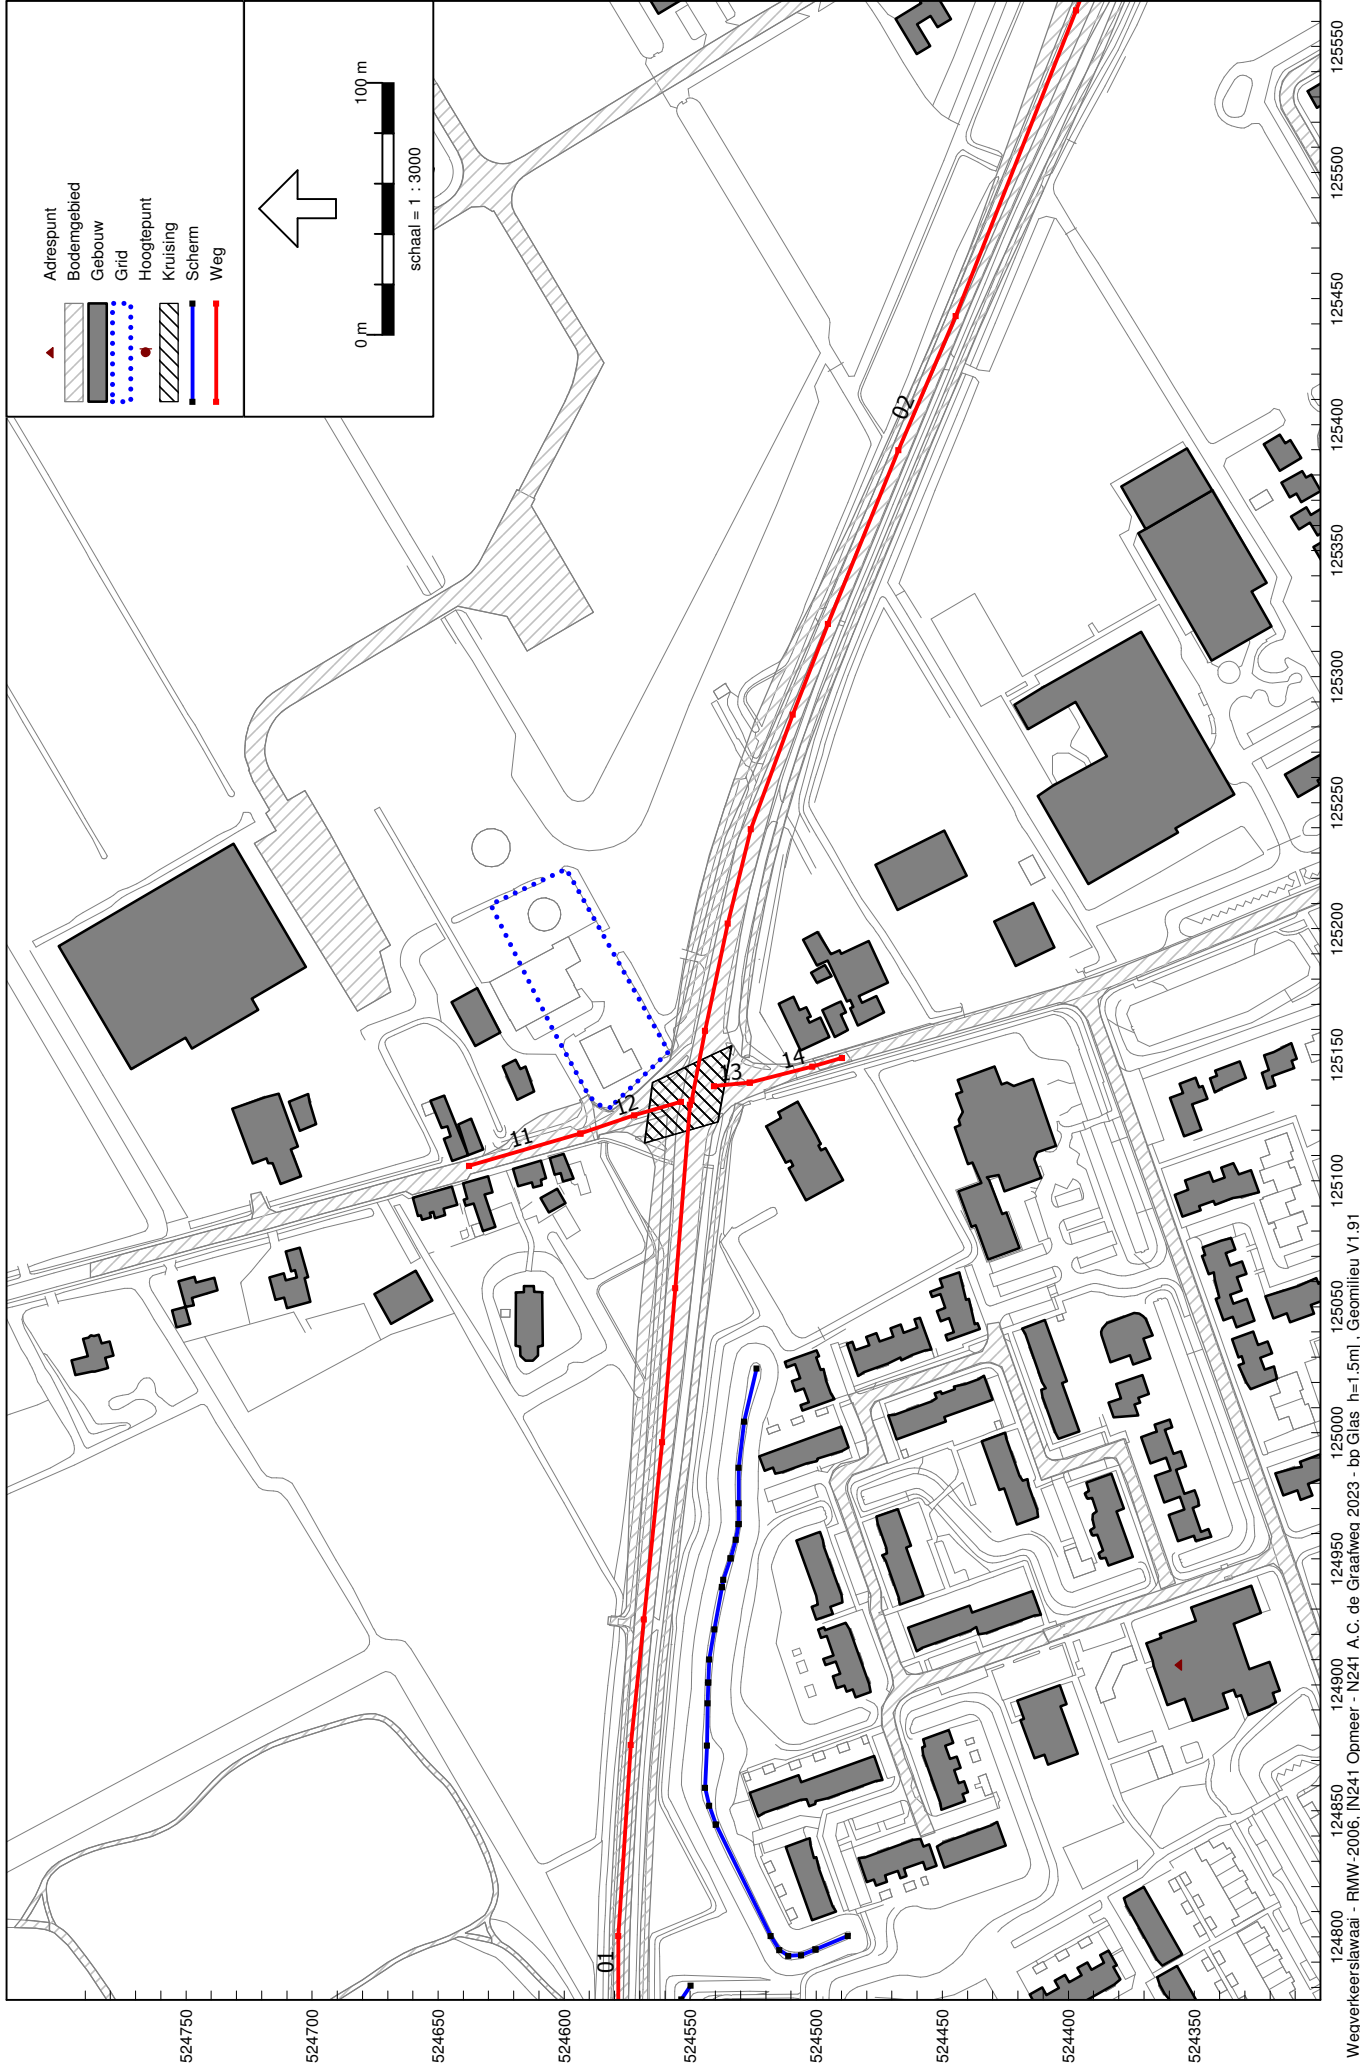 Adrespunt
Bodemgebied
Gebouw
Grid
Hoogtepunt
Kruising
Scherm
Weg
0 m
100 m
schaal = 1 : 3000
01
02
11
12
13
14
524750
524700
524650
524600
524550
524500
524450
524400
524350
124800
124850
124900
124950
125000
125050
125100
125150
125200
125250
125300
125350
125400
125450
125500
125550
Wegverkeerslawaai - RMW-2006, [N241 Opmeer - N241 A.C. de Graafweg 2023 - bp Glas h=1.5m] , Geomilieu V1.91